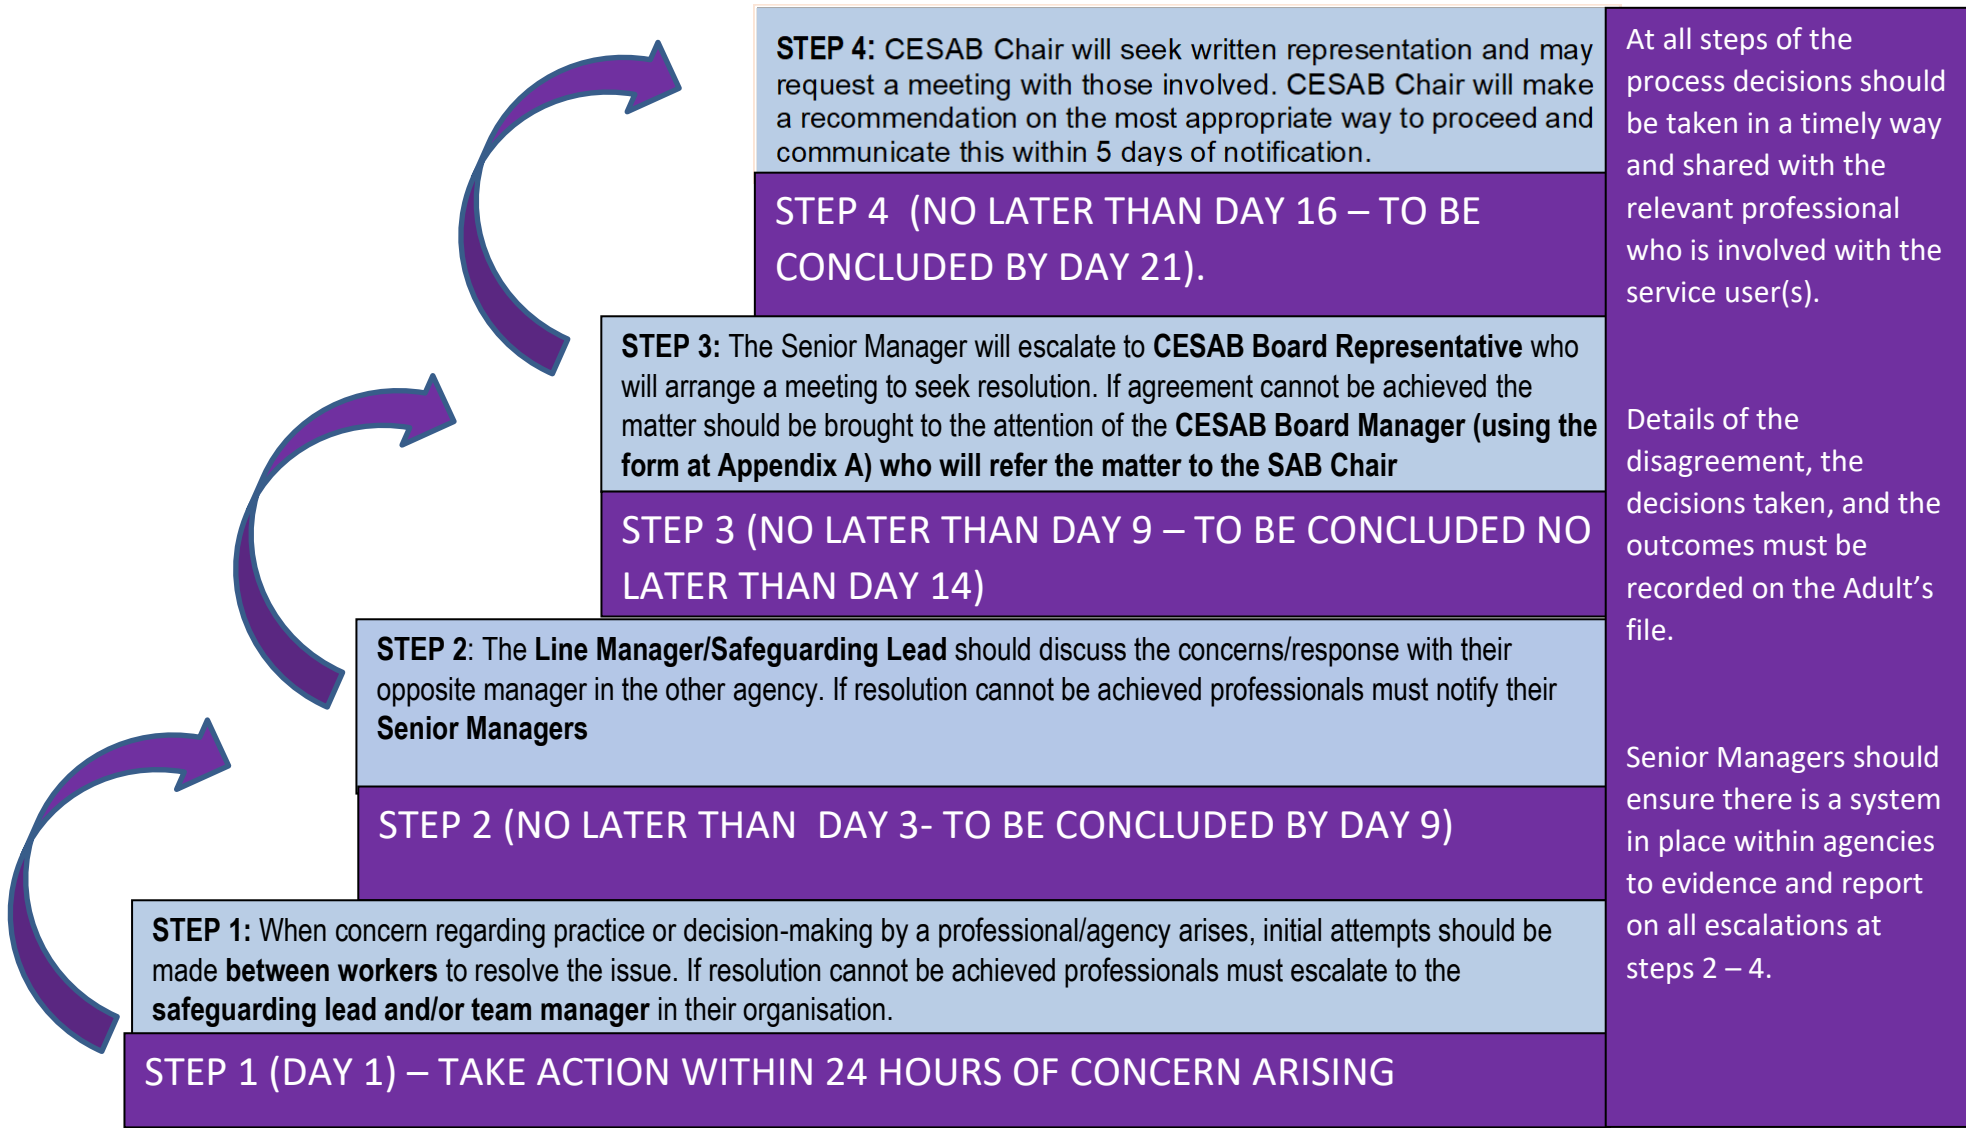 STEP 4: CESAB Chair will seek written representation and may
request a meeting with those involved. CESAB Chair will make
a recommendation on the most appropriate way to proceed and
communicate this within 5 days of notification.
STEP 4 (NO LATER THAN DAY 16 – TO BE
CONCLUDED BY DAY 21).
STEP 3: The Senior Manager will escalate to CESAB Board Representative who
will arrange a meeting to seek resolution. If agreement cannot be achieved the
matter should be brought to the attention of the CESAB Board Manager (using the
form at Appendix A) who will refer the matter to the SAB Chair
STEP 3 (NO LATER THAN DAY 9 – TO BE CONCLUDED NO
LATER THAN DAY 14)
STEP 2: The Line Manager/Safeguarding Lead should discuss the concerns/response with their
opposite manager in the other agency. If resolution cannot be achieved professionals must notify their
Senior Managers
STEP 2 (NO LATER THAN DAY 3- TO BE CONCLUDED BY DAY 9)
STEP 1: When concern regarding practice or decision-making by a professional/agency arises, initial attempts should be
made between workers to resolve the issue. If resolution cannot be achieved professionals must escalate to the
safeguarding lead and/or team manager in their organisation.
STEP 1 (DAY 1) – TAKE ACTION WITHIN 24 HOURS OF CONCERN ARISING
At all steps of the
process decisions should
be taken in a timely way
and shared with the
relevant professional
who is involved with the
service user(s).
Details of the
disagreement, the
decisions taken, and the
outcomes must be
recorded on the Adult’s
file.
Senior Managers should
ensure there is a system
in place within agencies
to evidence and report
on all escalations at
steps 2 – 4.